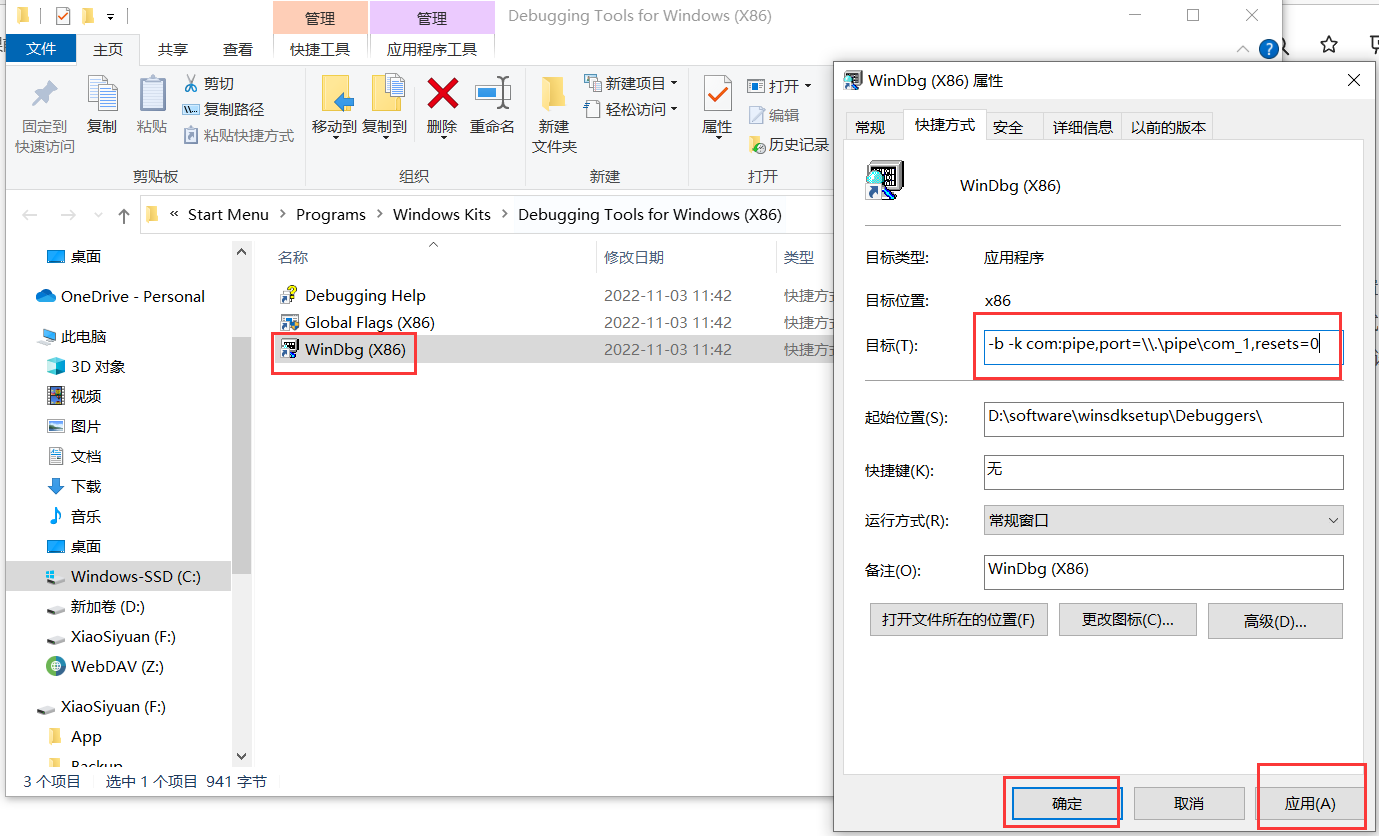 管理
管理
Debugging Tools for Windows (X86)
文件
主页
共享
查看
快捷工具
应用程序工具
固定到
快速访问
复制
粘贴
剪切
复制路径
粘贴快捷方式
剪贴板
移动到
复制到
删除
重命名
组织
新建
文件夹
新建项目
轻松访问
新建
属性
打开
编辑
历史记录
打开
« Start Menu > Programs > Windows Kits > Debugging Tools for Windows (X86)
桌面
OneDrive - Personal
此电脑
3D 对象
视频
图片
文档
下载
音乐
桌面
Windows-SSD (C:)
新加卷 (D:)
XiaoSiyuan (F:)
WebDAV (Z:)
XiaoSiyuan (F:)
App
Backup
名称 修改日期 类型
Debugging Help 2022-11-03 11:42 快捷方式
Global Flags (X86) 2022-11-03 11:42 快捷方式
WinDbg (X86) 2022-11-03 11:42 快捷方式
3 个项目 选中 1 个项目 941 字节
WinDbg (X86) 属性
常规 快捷方式 安全 详细信息 以前的版本
WinDbg (X86)
目标类型: 应用程序
目标位置: x86
目标(T): -b -k com:pipe,port=\\.\pipe\com_1,resets=0
起始位置(S): D:\software\winsdksetup\Debuggers\
快捷键(K): 无
运行方式(R): 常规窗口
备注(O): WinDbg (X86)
打开文件所在的位置(F) 更改图标(C)... 高级(D)...
确定 取消 应用(A)